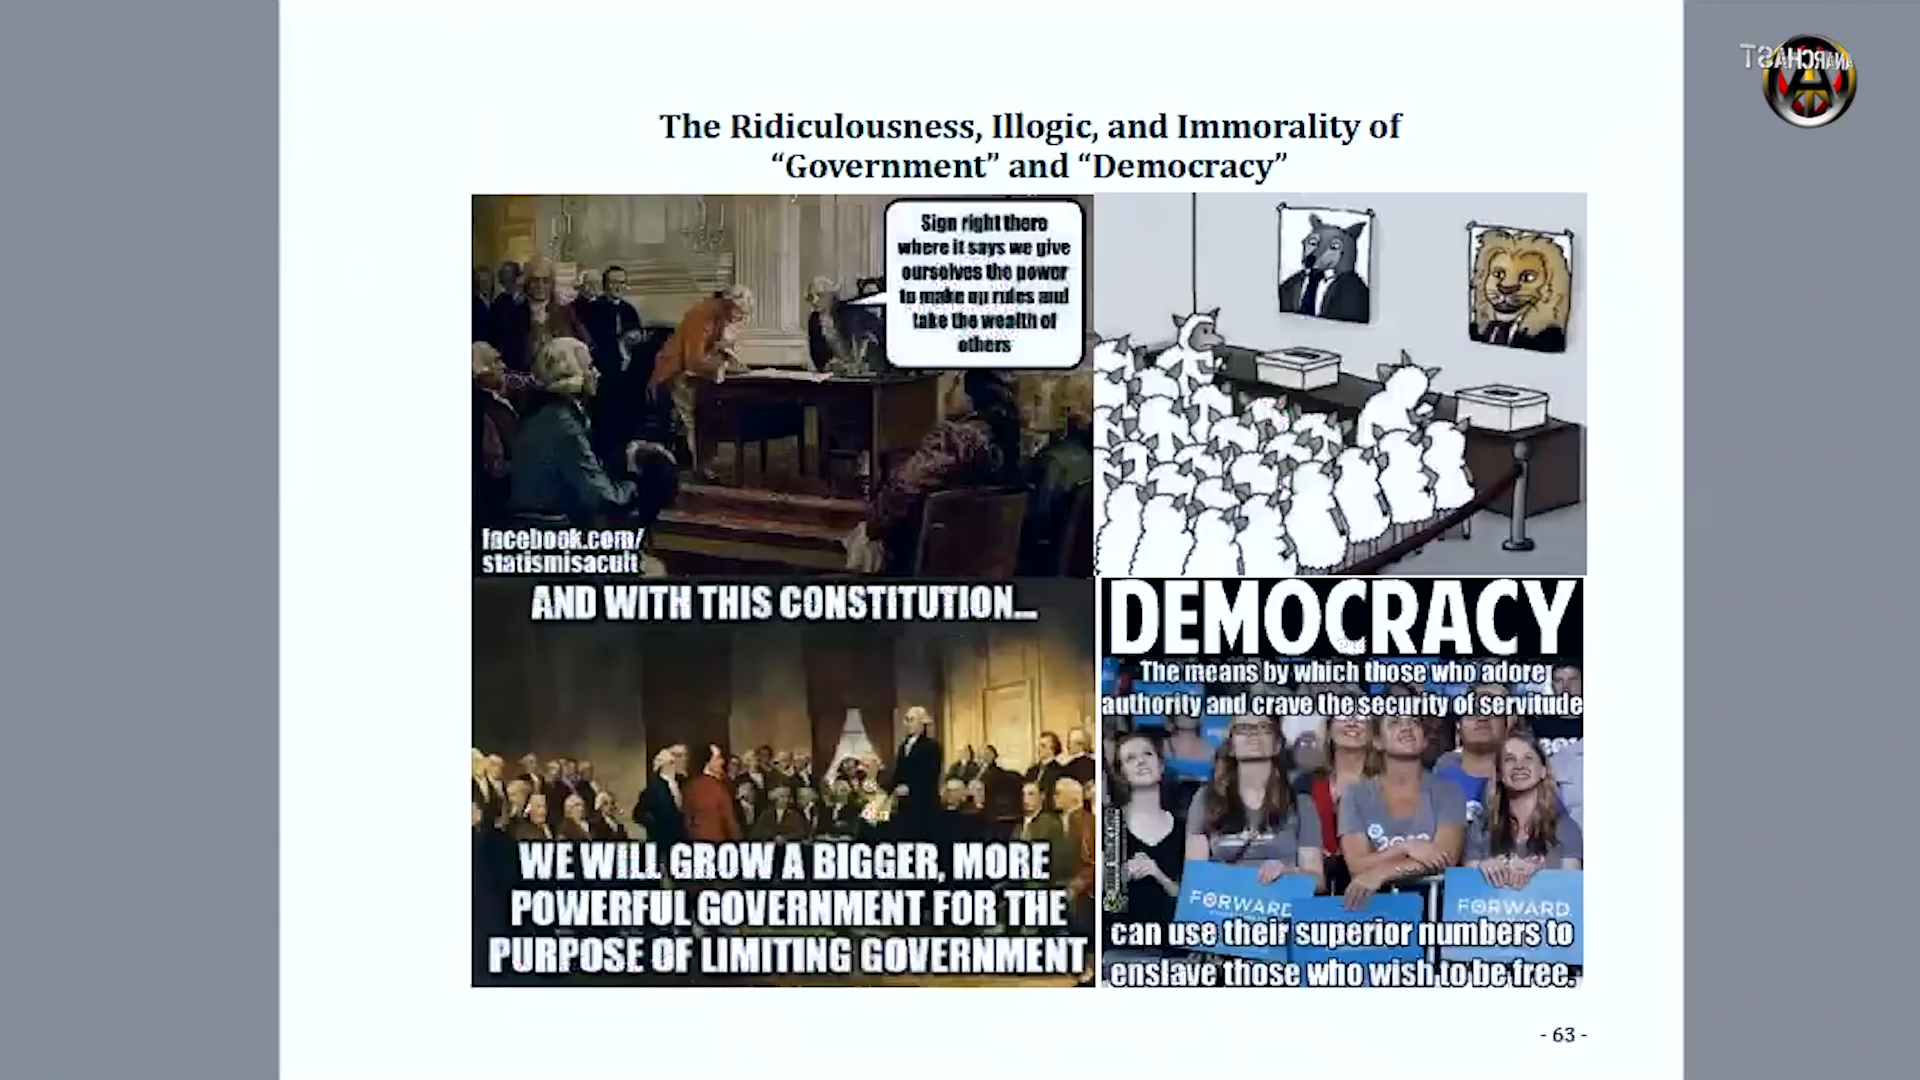 ANARCHAST
The Ridiculousness, Illogic, and Immorality of
“Government” and “Democracy”
Sign right there
where it says we give
ourselves the power
to make up rules and
take the wealth of
others
facebook.com/
statismisacult
AND WITH THIS CONSTITUTION...
WE WILL GROW A BIGGER, MORE
POWERFUL GOVERNMENT FOR THE
PURPOSE OF LIMITING GOVERNMENT
DEMOCRACY
The means by which those who adore
authority and crave the security of servitude
FORWARD
FORWARD.
can use their superior numbers to
enslave those who wish to be free.
- 63 -